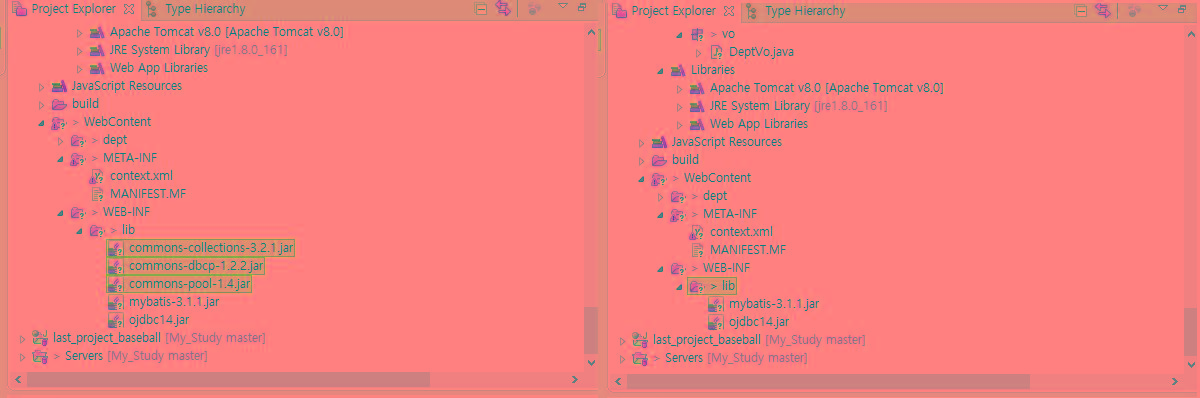 Project Explorer
Type Hierarchy
Apache Tomcat v8.0 [Apache Tomcat v8.0]
JRE System Library [jre1.8.0_161]
Web App Libraries
JavaScript Resources
build
> WebContent
> dept
> META-INF
context.xml
MANIFEST.MF
> WEB-INF
> lib
commons-collections-3.2.1.jar
commons-dbcp-1.2.2.jar
commons-pool-1.4.jar
mybatis-3.1.1.jar
ojdbc14.jar
last_project_baseball [My_Study master]
> Servers [My_Study master]
Project Explorer
Type Hierarchy
> vo
DeptVo.java
Libraries
Apache Tomcat v8.0 [Apache Tomcat v8.0]
JRE System Library [jre1.8.0_161]
Web App Libraries
JavaScript Resources
build
> WebContent
> dept
> META-INF
context.xml
MANIFEST.MF
> WEB-INF
> lib
mybatis-3.1.1.jar
ojdbc14.jar
last_project_baseball [My_Study master]
> Servers [My_Study master]